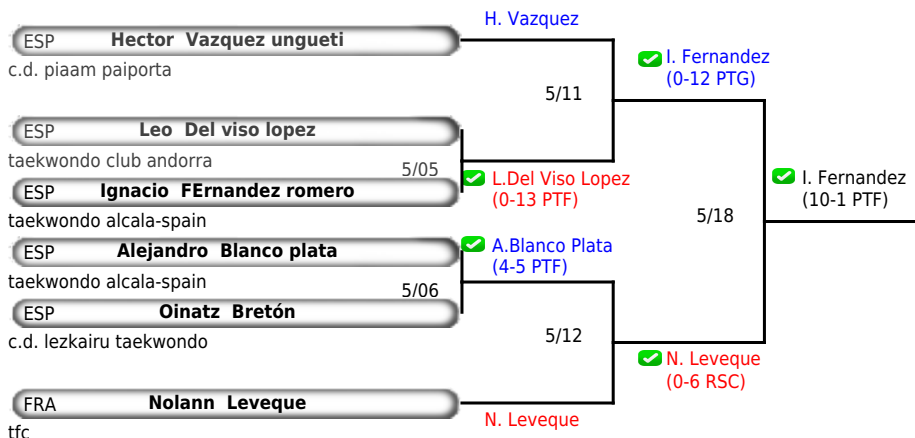 H. Vazquez
ESP Hector Vazquez ungueti
c.d. piaam paiporta
I. Fernandez
(0-12 PTG)
5/11
ESP Leo Del viso lopez
taekwondo club andorra
5/05
L.Del Viso Lopez
(0-13 PTF)
ESP Ignacio FErnandez romero
taekwondo alcala-spain
I. Fernandez
(10-1 PTF)
5/18
ESP Alejandro Blanco plata
taekwondo alcala-spain
A.Blanco Plata
(4-5 PTF)
5/06
ESP Oinatz Bretón
c.d. lezkairu taekwondo
5/12
N. Leveque
(0-6 RSC)
FRA Nolann Leveque
tfc
N. Leveque